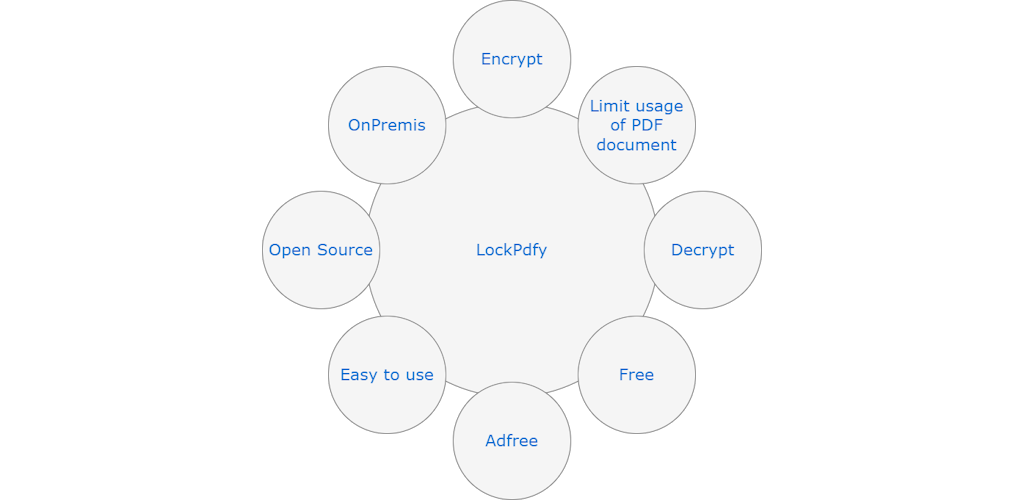 Encrypt
Limit usage
of PDF
document
OnPremis
Open Source
LockPdfy
Decrypt
Easy to use
Free
Adfree